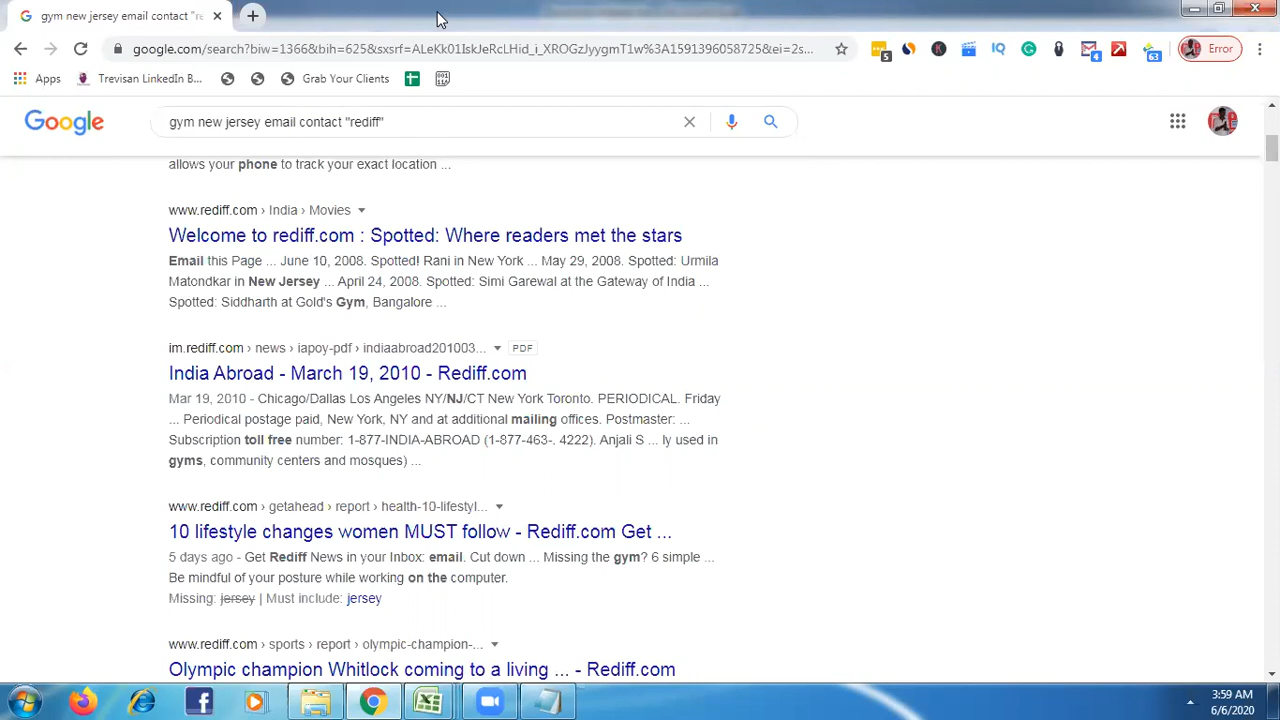 gym new jersey email contact "re
google.com/search?biw=1366&bih=625&sxsrf=ALeKk01IskJeRcLHid_i_XROGzJyygmT1w%3A1591396058725&ei=2s...
5
K
IQ
G
4
63
Error
Apps
Trevisan LinkedIn B...
Grab Your Clients
Google
gym new jersey email contact "rediff"
allows your phone to track your exact location ...
www.rediff.com › India › Movies
Welcome to rediff.com : Spotted: Where readers met the stars
Email this Page ... June 10, 2008. Spotted! Rani in New York ... May 29, 2008. Spotted: Urmila
Matondkar in New Jersey ... April 24, 2008. Spotted: Simi Garewal at the Gateway of India ...
Spotted: Siddharth at Gold's Gym, Bangalore ...
im.rediff.com › news › iapoy-pdf › indiaabroad201003...
PDF
India Abroad - March 19, 2010 - Rediff.com
Mar 19, 2010 - Chicago/Dallas Los Angeles NY/NJ/CT New York Toronto. PERIODICAL. Friday
... Periodical postage paid, New York, NY and at additional mailing offices. Postmaster: ...
Subscription toll free number: 1-877-INDIA-ABROAD (1-877-463-. 4222). Anjali S ... ly used in
gyms, community centers and mosques) ...
www.rediff.com › getahead › report › health-10-lifestyl...
10 lifestyle changes women MUST follow - Rediff.com Get ...
5 days ago - Get Rediff News in your Inbox: email. Cut down ... Missing the gym? 6 simple ...
Be mindful of your posture while working on the computer.
Missing: jersey | Must include: jersey
www.rediff.com › sports › report › olympic-champion-...
Olympic champion Whitlock coming to a living ... - Rediff.com
3:59 AM
6/6/2020